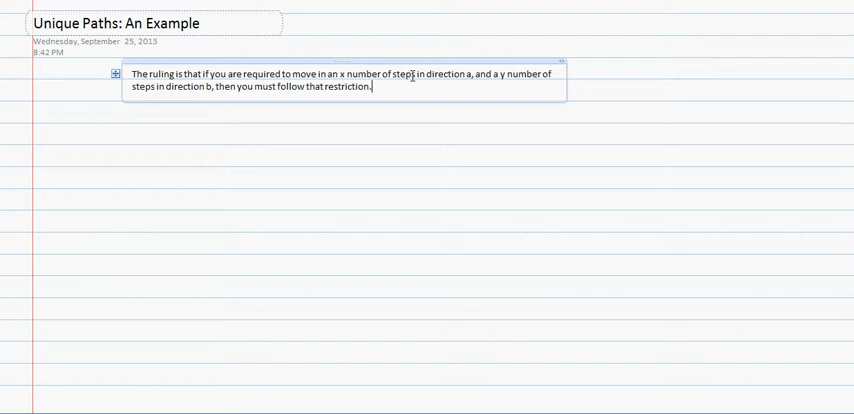 Unique Paths: An Example
Wednesday, September 25, 2013
8:42 PM
The ruling is that if you are required to move in an x number of steps in direction a, and a y number of
steps in direction b, then you must follow that restriction.